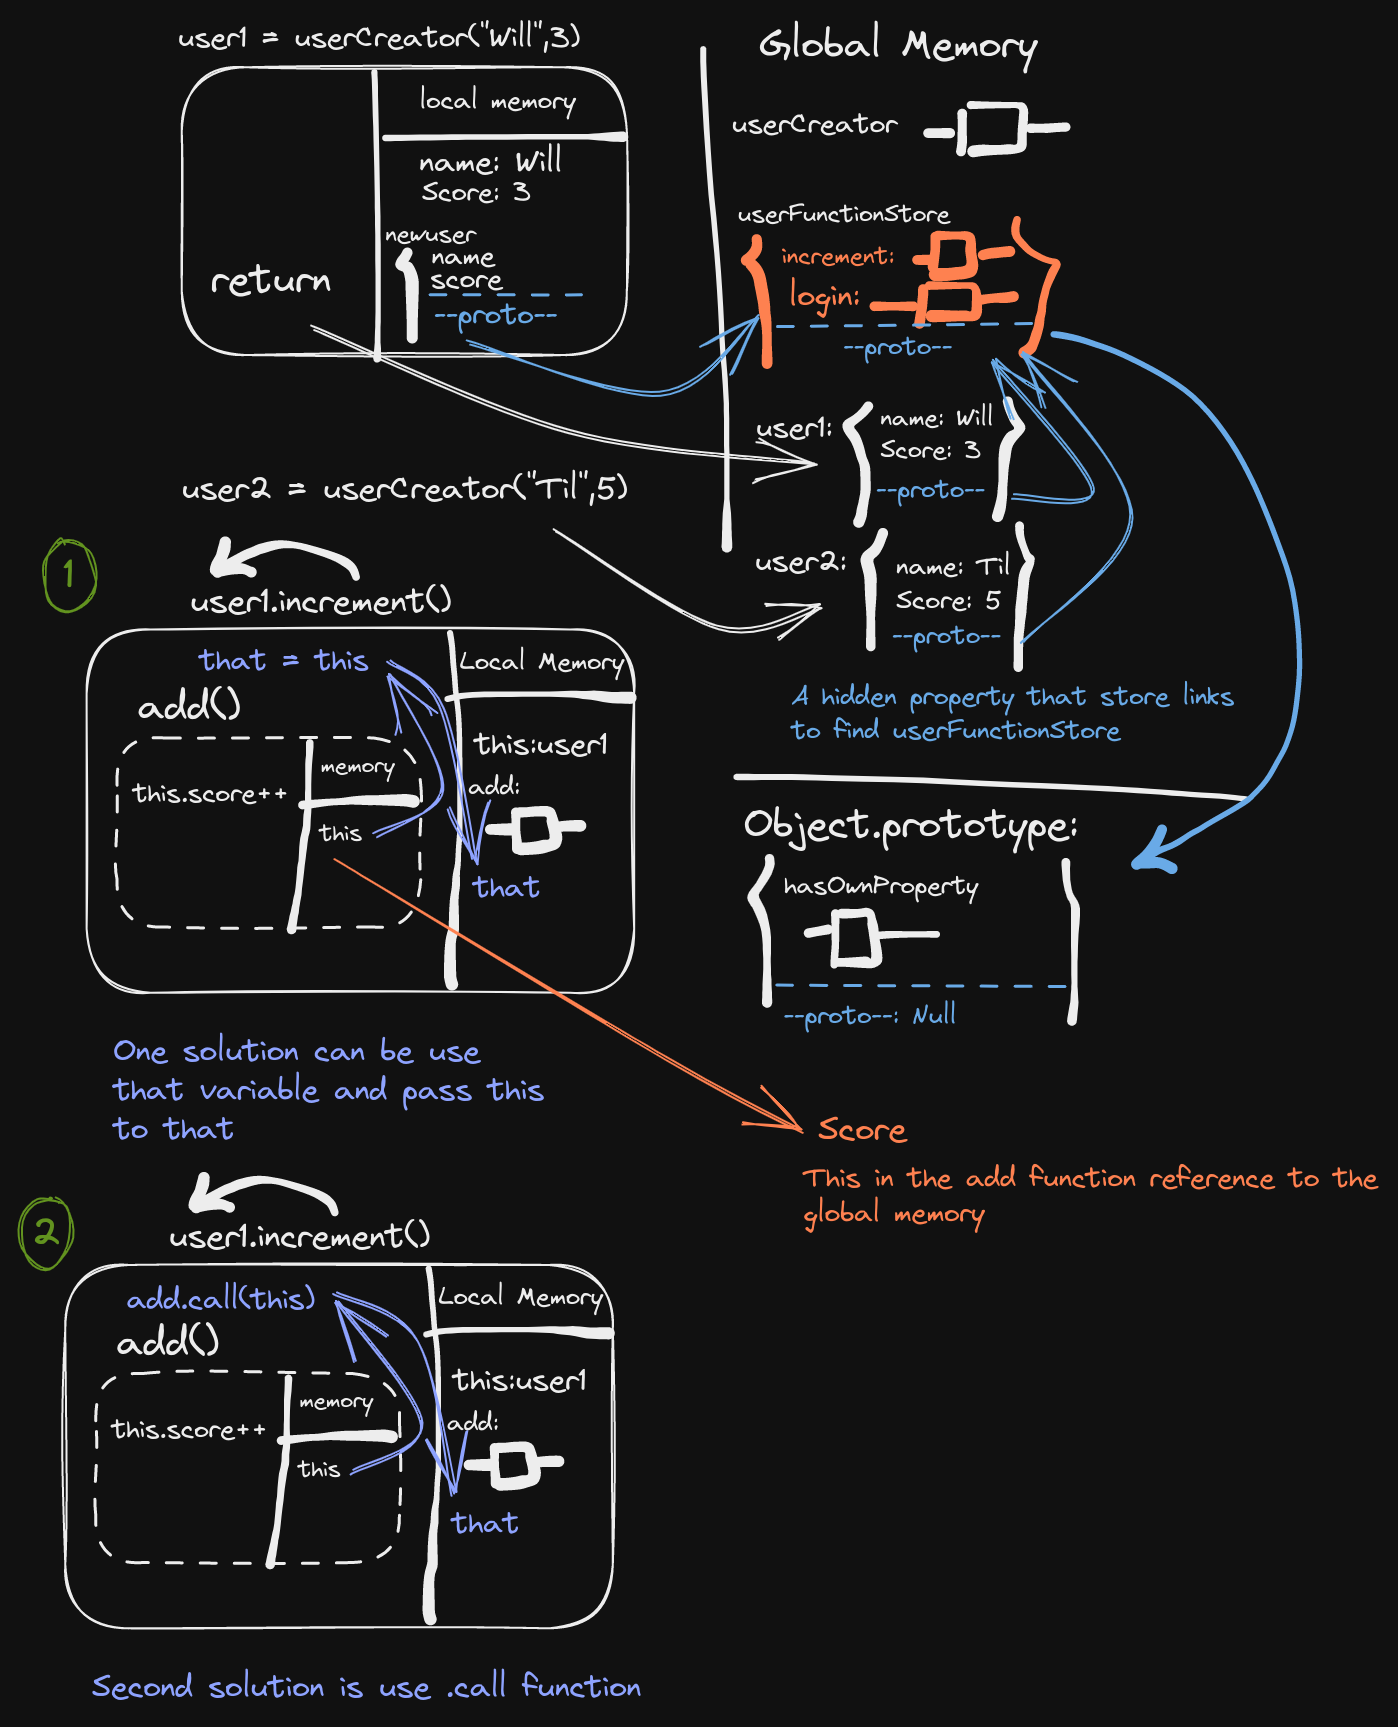 user1 = userCreator("Will",3)
local memory
name: Will
Score: 3
newuser
name
score
--proto--
return
Global Memory
userCreator
userFunctionStore
increment:
login:
--proto--
user1:
name: Will
Score: 3
--proto--
user2 = userCreator("Til",5)
user2:
name: Til
Score: 5
--proto--
A hidden property that store links
to find userFunctionStore
Object.prototype:
hasOwnProperty
--proto--: Null
1
user1.increment()
that = this
Local Memory
add()
this:user1
memory
add:
this.score++
this
that
One solution can be use
that variable and pass this
to that
Score
This in the add function reference to the
global memory
2
user1.increment()
add.call(this)
Local Memory
add()
this:user1
memory
add:
this.score++
this
that
Second solution is use .call function